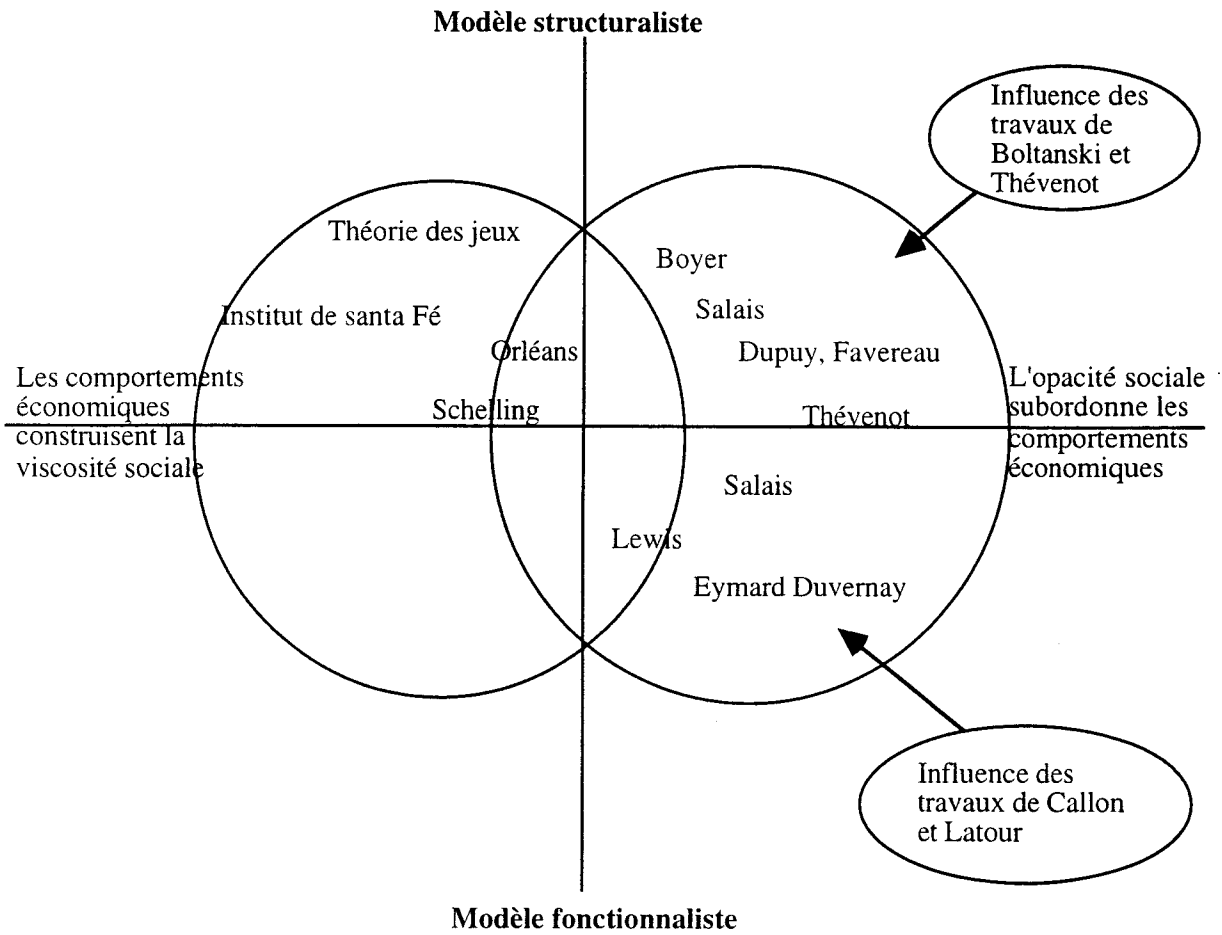 Modèle structuraliste
Influence des
travaux de
Boltanski et
Thévenot
Théorie des jeux
Boyer
Institut de santa Fé
Salais
Orléans
Dupuy, Favereau
Les comportements
économiques
construisent la
viscosité sociale
Schelling
Thévenot
L'opacité sociale
subordonne les
comportements
économiques
Salais
Lewis
Eymard Duvernay
Influence des
travaux de Callon
et Latour
Modèle fonctionnaliste